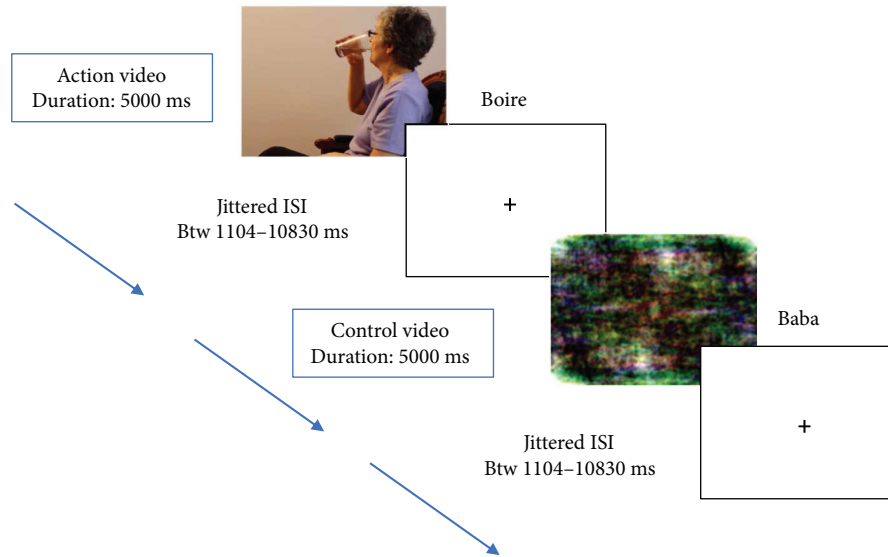 Action video
Duration: 5000 ms
Boire
+
Jittered ISI
Btw 1104–10830 ms
Control video
Duration: 5000 ms
Baba
+
Jittered ISI
Btw 1104–10830 ms